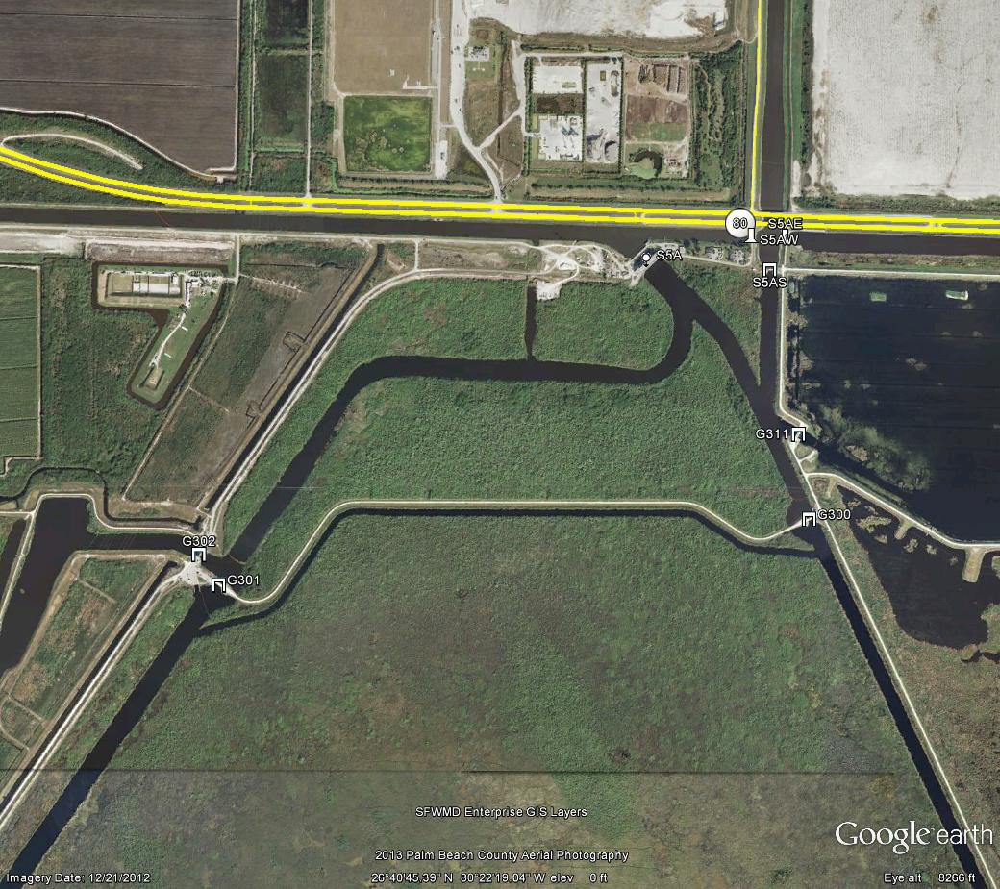 80
S5AE
S5AW
S5A
S5AS
G311
G300
G302
G301
SFWMD Enterprise GIS Layers
Google earth
2013 Palm Beach County Aerial Photography
Imagery Date: 12/21/2012
26°40'45.39" N 80°22'19.04" W elev 0 ft
Eye alt 8266 ft